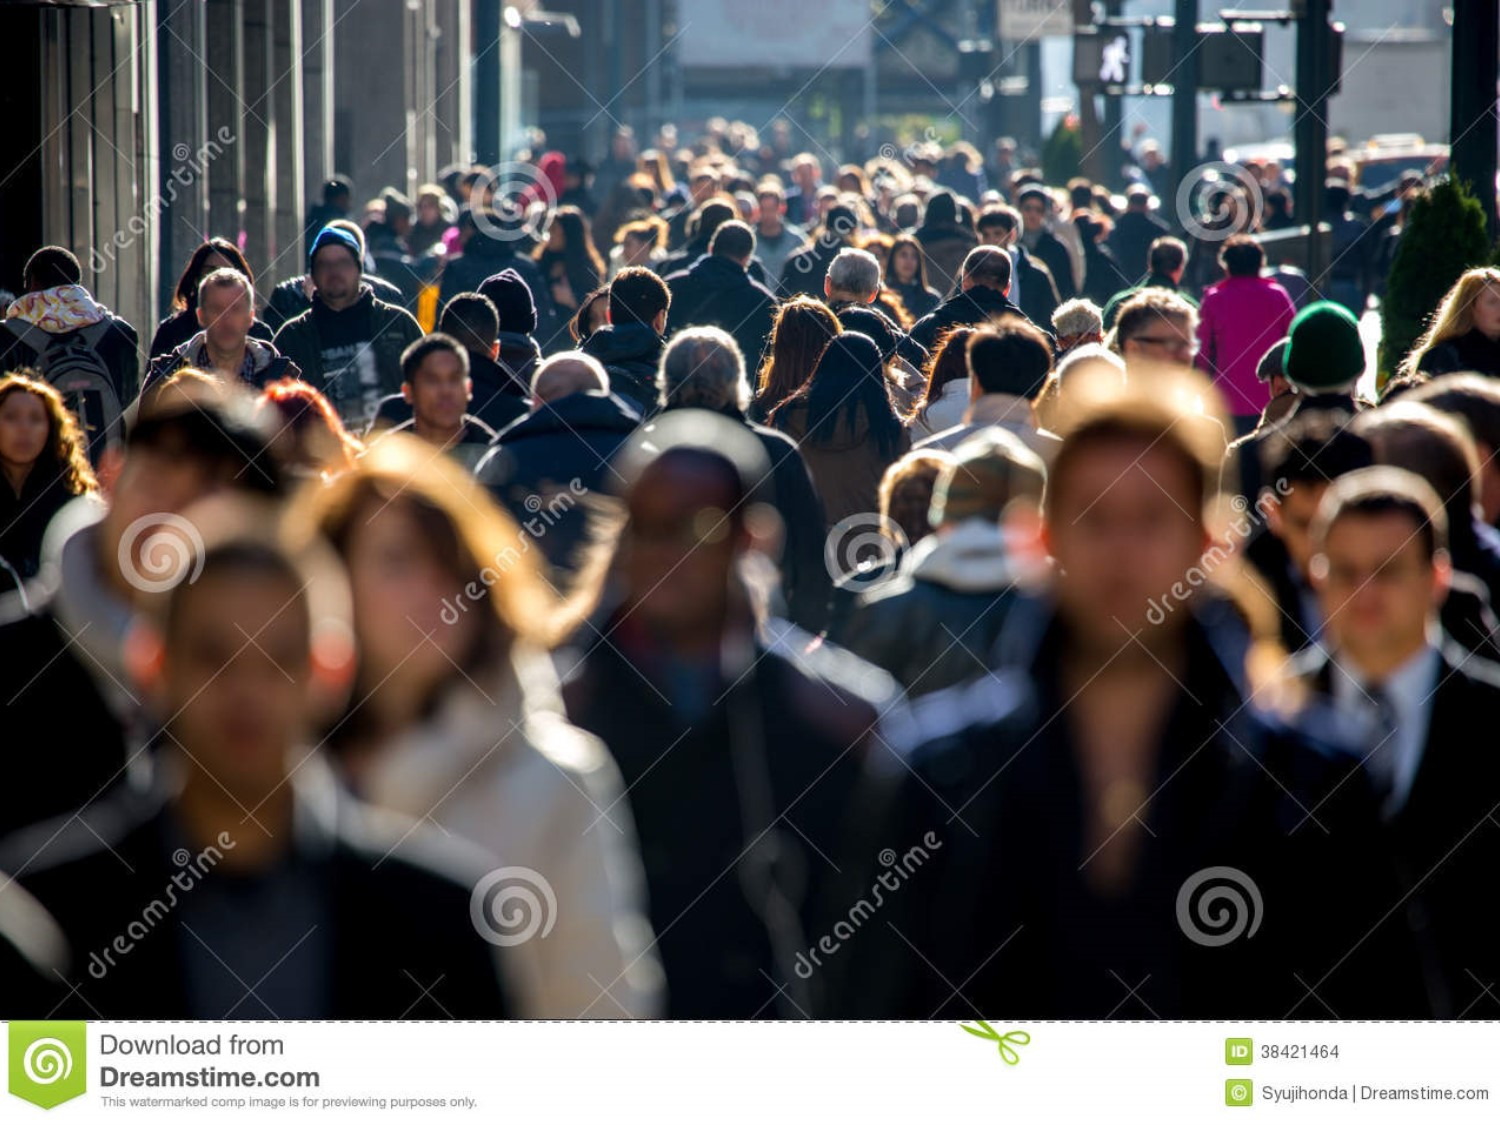 dreamstime
dreamstime
dreamstime
dreamstime
dreamstime
dreamstime
Download from
Dreamstime.com
This watermarked comp image is for previewing purposes only.
ID 38421464
© Syujihonda | Dreamstime.com